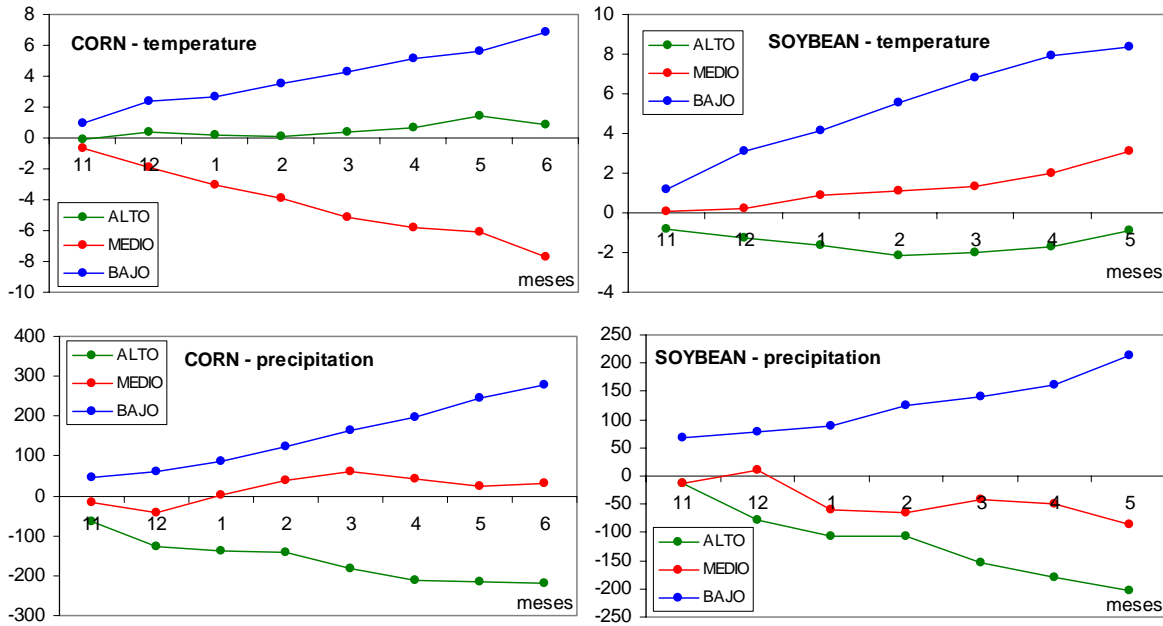 CORN - temperature
8
6
4
2
0
-2
-4
-6
-8
-10
11 12 1 2 3 4 5 6
ALTO
MEDIO
BAJO
meses
SOYBEAN - temperature
10
8
6
4
2
0
-2
-4
11 12 1 2 3 4 5
ALTO
MEDIO
BAJO
meses
CORN - precipitation
400
300
200
100
0
-100
-200
-300
11 12 1 2 3 4 5 6
ALTO
MEDIO
BAJO
meses
SOYBEAN - precipitation
250
200
150
100
50
0
-50
-100
-150
-200
-250
11 12 1 2 3 4 5
ALTO
MEDIO
BAJO
meses